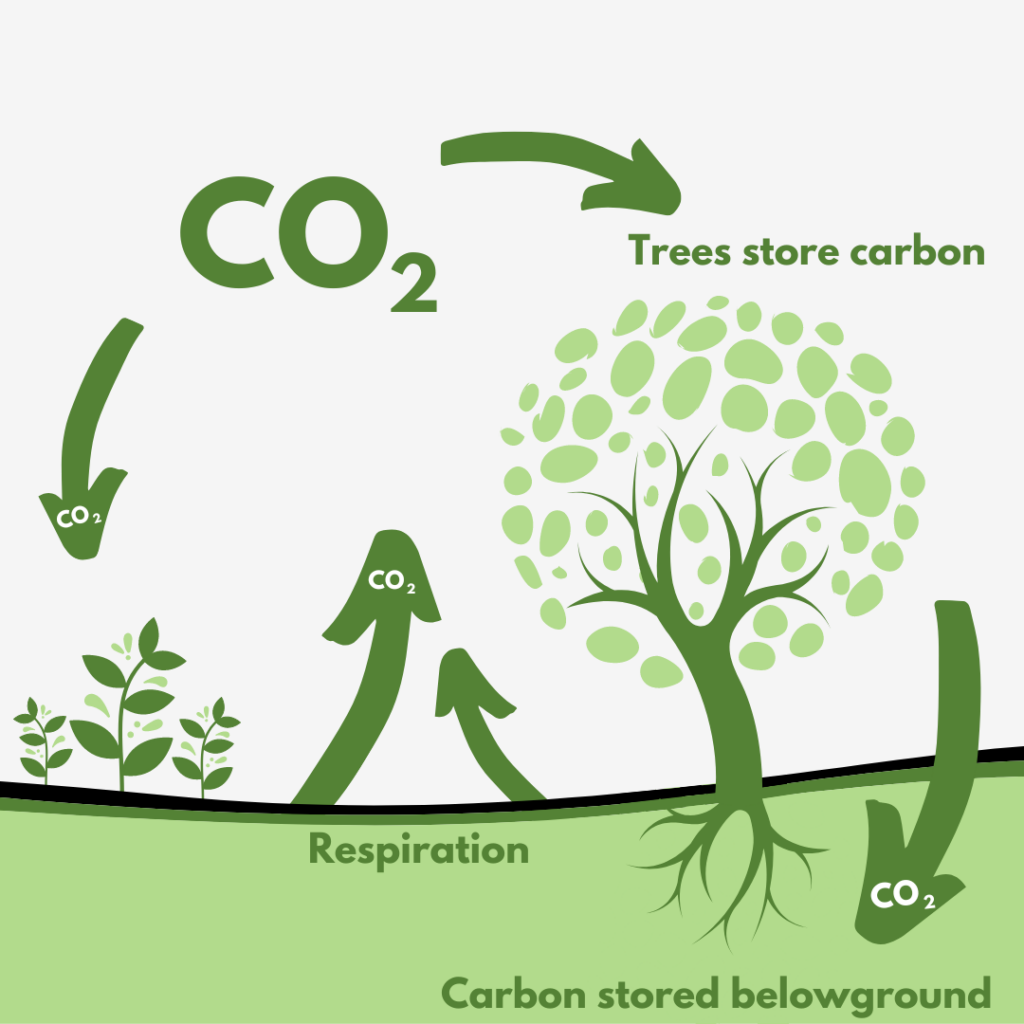 CO₂
Trees store carbon
CO₂
CO₂
Respiration
CO₂
Carbon stored belowground